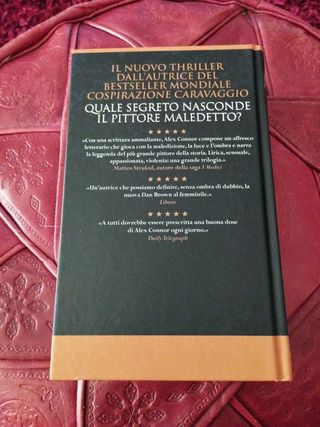 IL NUOVO THRILLER
DALL'AUTRICE DEL
BESTSELLER MONDIALE
COSPIRAZIONE CARAVAGGIO
QUALE SEGRETO NASCONDE
IL PITTORE MALEDETTO?
★★★★★
«Con una scrittura ammaliante, Alex Connor compone un affresco
letterario che gioca con la maledizione, la luce e l'ombra e narra
la leggenda del più grande pittore della storia. Lirica, sensuale,
appassionata, violenta: una grande trilogia.»
Matteo Strukul, autore della saga I Medici
★★★★★
«Un'autrice che possiamo definire, senza ombra di dubbio, la
nuova Dan Brown al femminile.»
Libero
★★★★★
«A tutti dovrebbe essere prescritta una buona dose
di Alex Connor ogni giorno.»
Daily Telegraph